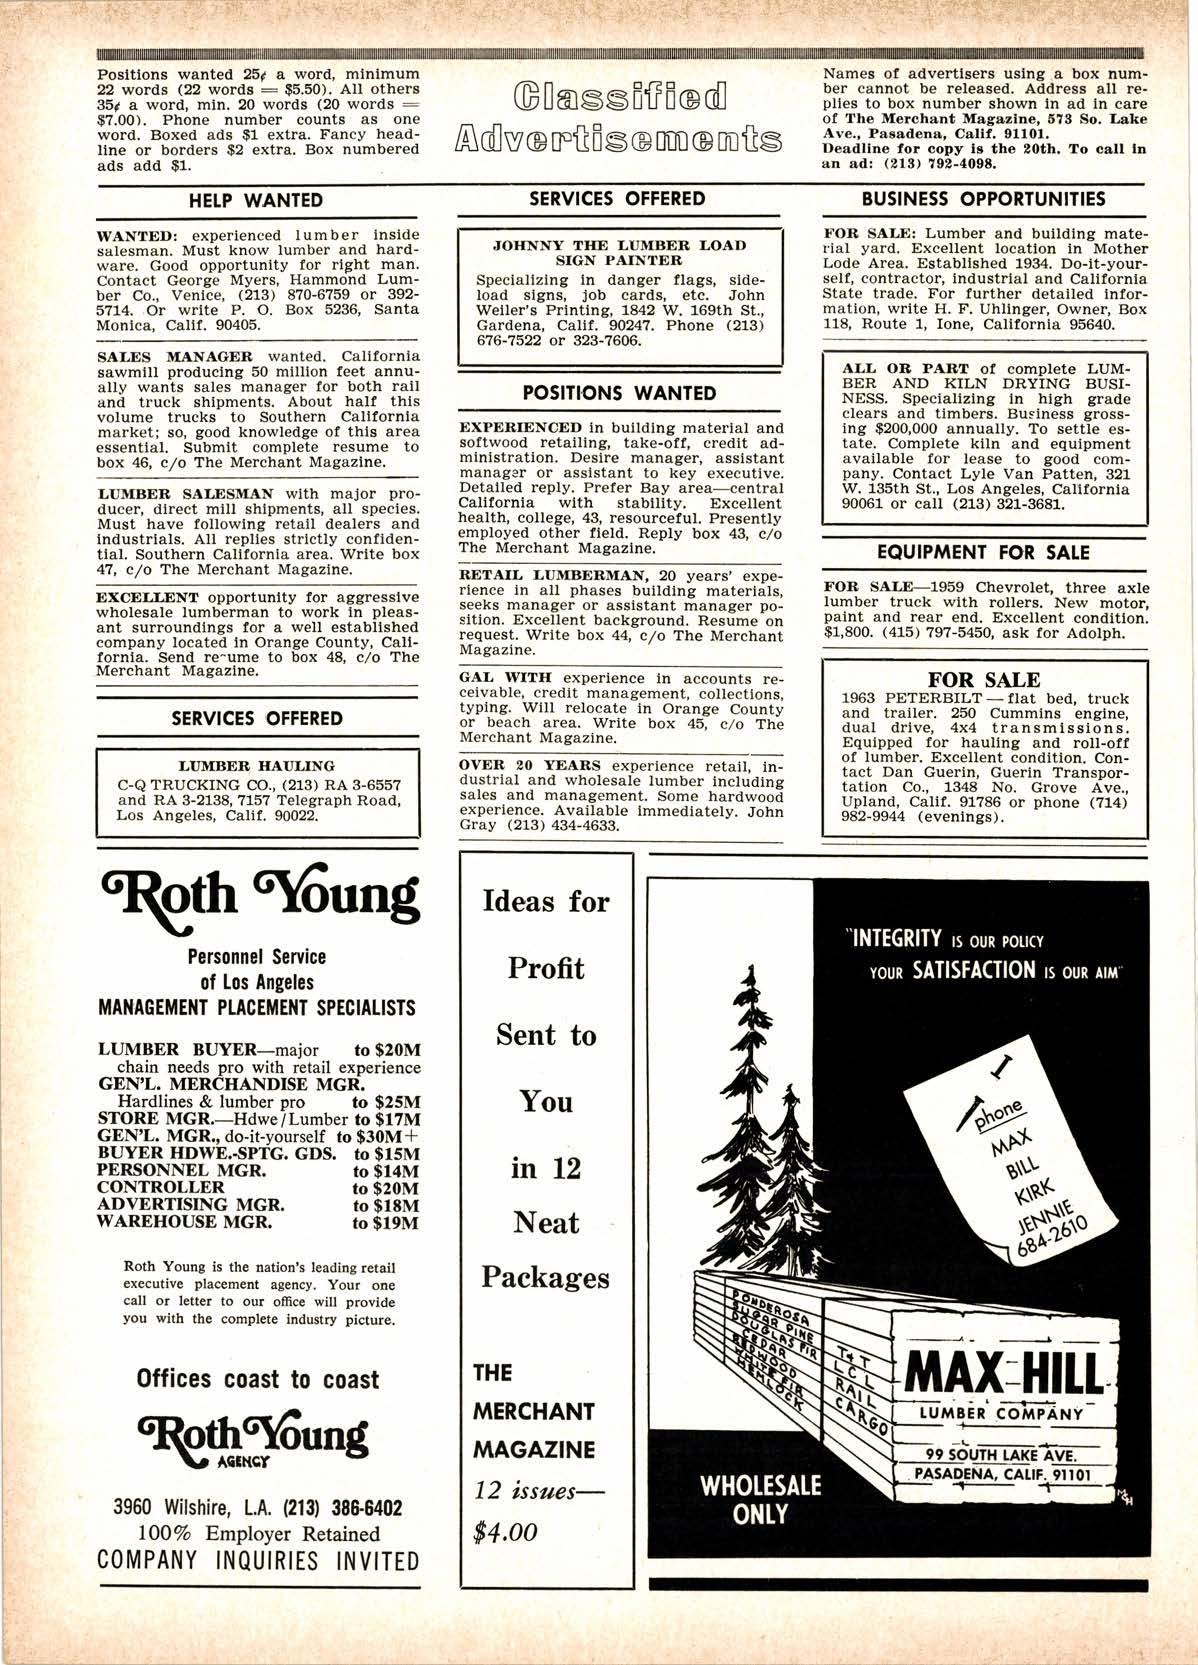 Positions wanted 25¢ a word, minimum
22 words (22 words = $5.50). All others
35¢ a word, min. 20 words (20 words =
$7.00). Phone number counts as one
word. Boxed ads $1 extra. Fancy head-
line or borders $2 extra. Box numbered
ads add $1.
Classified
Advertisements
Names of advertisers using a box num-
ber cannot be released. Address all re-
plies to box number shown in ad in care
of The Merchant Magazine, 573 So. Lake
Ave., Pasadena, Calif. 91101.
Deadline for copy is the 20th. To call in
an ad: (213) 792-4098.
HELP WANTED
WANTED: experienced lumber inside
salesman. Must know lumber and hard-
ware. Good opportunity for right man.
Contact George Myers, Hammond Lum-
ber Co., Venice, (213) 870-6759 or 392-
5714. Or write P. O. Box 5236, Santa
Monica, Calif. 90405.
SALES MANAGER wanted. California
sawmill producing 50 million feet annu-
ally wants sales manager for both rail
and truck shipments. About half this
volume trucks to Southern California
market; so, good knowledge of this area
essential. Submit complete resume to
box 46, c/o The Merchant Magazine.
LUMBER SALESMAN with major pro-
ducer, direct mill shipments, all species.
Must have following retail dealers and
industrials. All replies strictly confiden-
tial. Southern California area. Write box
47, c/o The Merchant Magazine.
EXCELLENT opportunity for aggressive
wholesale lumberman to work in pleas-
ant surroundings for a well established
company located in Orange County, Cali-
fornia. Send re-ume to box 48, c/o The
Merchant Magazine.
SERVICES OFFERED
LUMBER HAULING
C-Q TRUCKING CO., (213) RA 3-6557
and RA 3-2138, 7157 Telegraph Road,
Los Angeles, Calif. 90022.
Roth Young
Personnel Service
of Los Angeles
MANAGEMENT PLACEMENT SPECIALISTS
LUMBER BUYER—major to $20M
chain needs pro with retail experience
GEN'L. MERCHANDISE MGR.
Hardlines & lumber pro to $25M
STORE MGR.—Hdwe/Lumber to $17M
GEN'L. MGR., do-it-yourself to $30M+
BUYER HDWE.-SPTG. GDS. to $15M
PERSONNEL MGR. to $14M
CONTROLLER to $20M
ADVERTISING MGR. to $18M
WAREHOUSE MGR. to $19M
Roth Young is the nation's leading retail
executive placement agency. Your one
call or letter to our office will provide
you with the complete industry picture.
Offices coast to coast
Roth Young
AGENCY
3960 Wilshire, L.A. (213) 386-6402
100% Employer Retained
COMPANY INQUIRIES INVITED
SERVICES OFFERED
JOHNNY THE LUMBER LOAD
SIGN PAINTER
Specializing in danger flags, side-
load signs, job cards, etc. John
Weiler's Printing, 1842 W. 169th St.,
Gardena, Calif. 90247. Phone (213)
676-7522 or 323-7606.
POSITIONS WANTED
EXPERIENCED in building material and
softwood retailing, take-off, credit ad-
ministration. Desire manager, assistant
manager or assistant to key executive.
Detailed reply. Prefer Bay area—central
California with stability. Excellent
health, college, 43, resourceful. Presently
employed other field. Reply box 43, c/o
The Merchant Magazine.
RETAIL LUMBERMAN, 20 years' expe-
rience in all phases building materials,
seeks manager or assistant manager po-
sition. Excellent background. Resume on
request. Write box 44, c/o The Merchant
Magazine.
GAL WITH experience in accounts re-
ceivable, credit management, collections,
typing. Will relocate in Orange County
or beach area. Write box 45, c/o The
Merchant Magazine.
OVER 20 YEARS experience retail, in-
dustrial and wholesale lumber including
sales and management. Some hardwood
experience. Available immediately. John
Gray (213) 434-4633.
Ideas for
Profit
Sent to
You
in 12
Neat
Packages
THE
MERCHANT
MAGAZINE
12 issues—
$4.00
BUSINESS OPPORTUNITIES
FOR SALE: Lumber and building mate-
rial yard. Excellent location in Mother
Lode Area. Established 1934. Do-it-your-
self, contractor, industrial and California
State trade. For further detailed infor-
mation, write H. F. Uhlinger, Owner, Box
118, Route 1, Ione, California 95640.
ALL OR PART of complete LUM-
BER AND KILN DRYING BUSI-
NESS. Specializing in high grade
clears and timbers. Business gross-
ing $200,000 annually. To settle es-
tate. Complete kiln and equipment
available for lease to good com-
pany. Contact Lyle Van Patten, 321
W. 135th St., Los Angeles, California
90061 or call (213) 321-3681.
EQUIPMENT FOR SALE
FOR SALE—1959 Chevrolet, three axle
lumber truck with rollers. New motor,
paint and rear end. Excellent condition.
$1,800. (415) 797-5450, ask for Adolph.
FOR SALE
1963 PETERBILT — flat bed, truck
and trailer. 250 Cummins engine,
dual drive, 4x4 transmissions.
Equipped for hauling and roll-off
of lumber. Excellent condition. Con-
tact Dan Guerin, Guerin Transpor-
tation Co., 1348 No. Grove Ave.,
Upland, Calif. 91786 or phone (714)
982-9944 (evenings).
"INTEGRITY IS OUR POLICY
YOUR SATISFACTION IS OUR AIM"
phone
MAX
BILL
KIRK
JENNIE
684-2610
PONDEROSA
SUGAR PINE
DOUGLAS FIR
CEDAR
REDWOOD
WHITE FIR
HEMLOCK
T & T
L C L
RAIL
CARGO
MAX HILL
LUMBER COMPANY
99 SOUTH LAKE AVE.
PASADENA, CALIF. 91101
WHOLESALE
ONLY
M&H